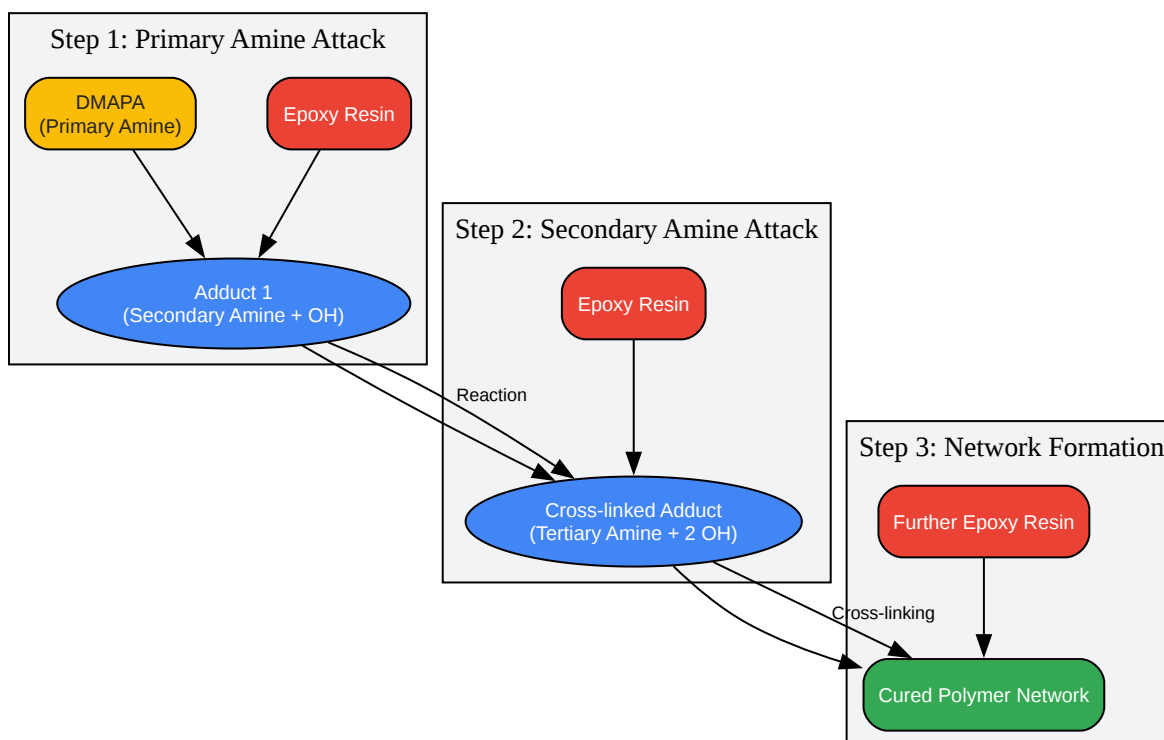 Step 1: Primary Amine Attack
DMAPA
(Primary Amine)
Epoxy Resin
Adduct 1
(Secondary Amine + OH)
Step 2: Secondary Amine Attack
Epoxy Resin
Reaction
Cross-linked Adduct
(Tertiary Amine + 2 OH)
Step 3: Network Formation
Further Epoxy Resin
Cross-linking
Cured Polymer Network